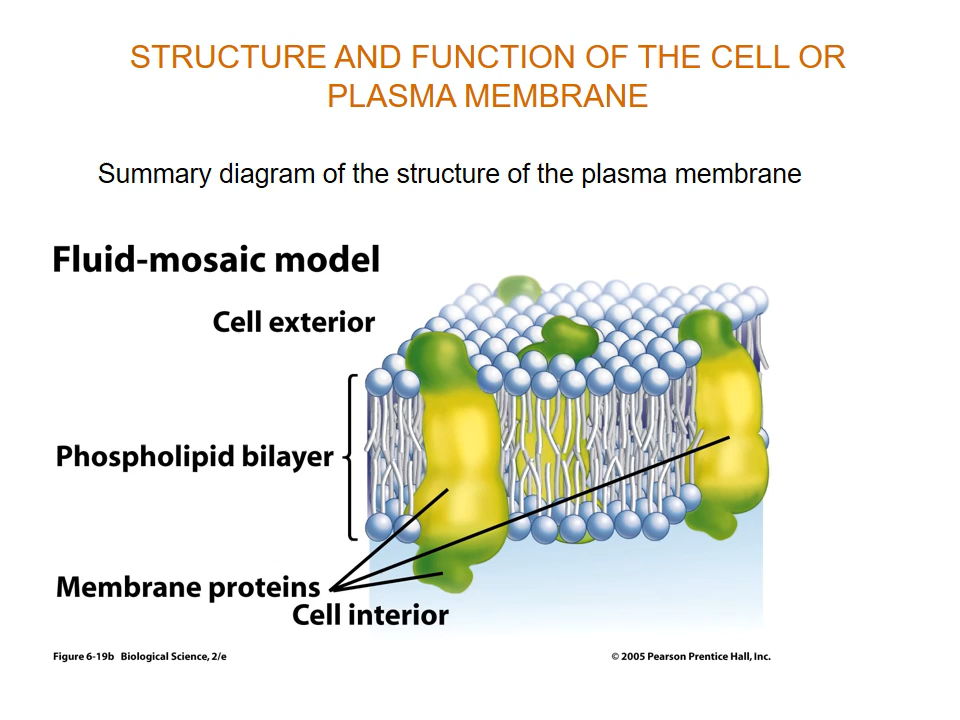 STRUCTURE AND FUNCTION OF THE CELL OR
PLASMA MEMBRANE
Summary diagram of the structure of the plasma membrane
Fluid-mosaic model
Cell exterior
Phospholipid bilayer
Membrane proteins
Cell interior
Figure 6-19b Biological Science, 2/e
© 2005 Pearson Prentice Hall, Inc.